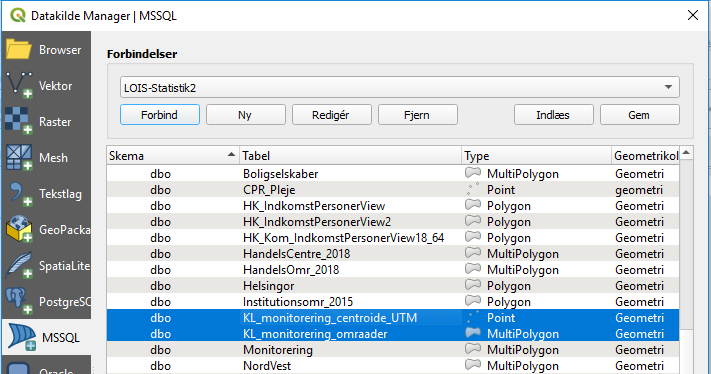 Datakilde Manager | MSSQL
Browser
Vektor
Raster
Mesh
Tekstlag
GeoPacka
SpatiaLite
PostgreSQ
MSSQL
Oracle
Forbindelser
LOIS-Statistik2
Forbind Ny Redigér Fjern Indlæs Gem
Skema Tabel Type Geometrikol
dbo Boligselskaber MultiPolygon Geometri
dbo CPR_Pleje Point geometri
dbo HK_IndkomstPersonerView Polygon Geometri
dbo HK_IndkomstPersonerView2 Polygon Geometri
dbo HK_Kom_IndkomstPersonerView18_64 Polygon Geometri
dbo HandelsCentre_2018 MultiPolygon Geometri
dbo HandelsOmr_2018 MultiPolygon Geometri
dbo Helsingor Polygon Geometri
dbo Institutionsomr_2015 Polygon Geometri
dbo KL_monitorering_centroide_UTM Point Geometri
dbo KL_monitorering_omraader MultiPolygon Geometri
dbo Monitorering MultiPolygon Geometri
dbo NordVest MultiPolygon Geometri